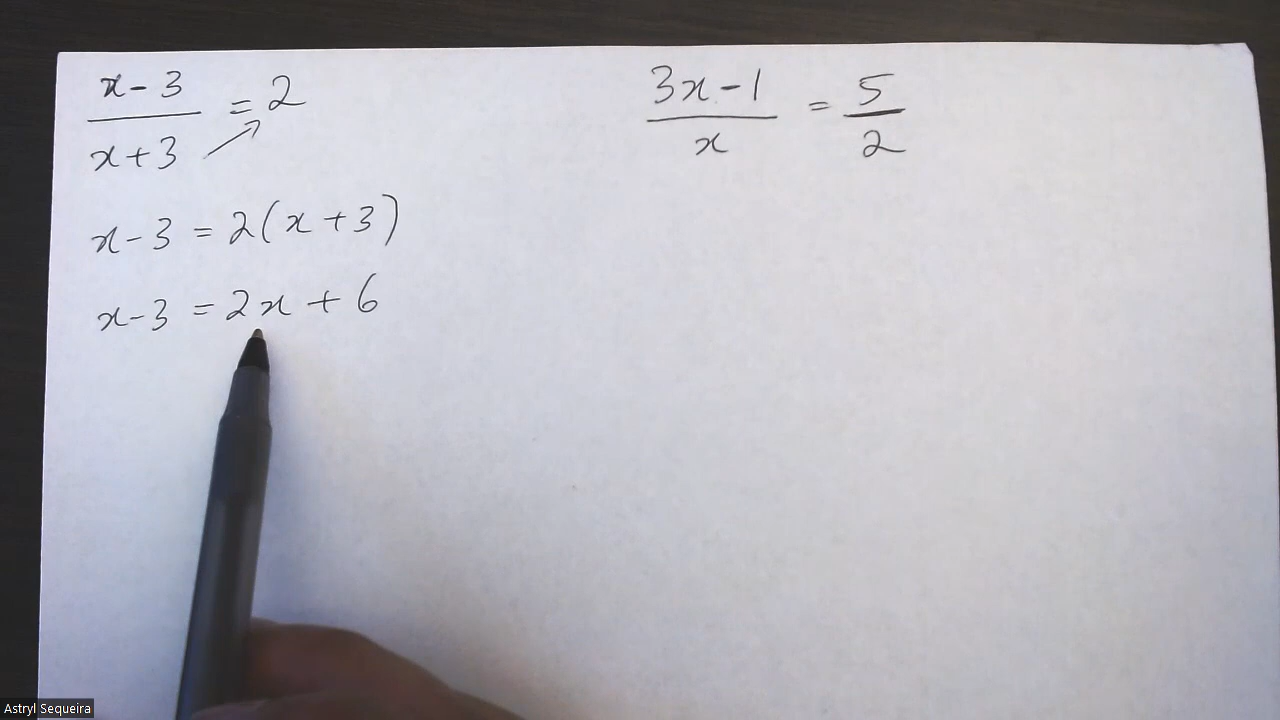 x-3
/ x+3 = 2
x-3 = 2(x+3)
x-3 = 2x + 6
3x-1
/ x = 5/2
Astryl Sequeira